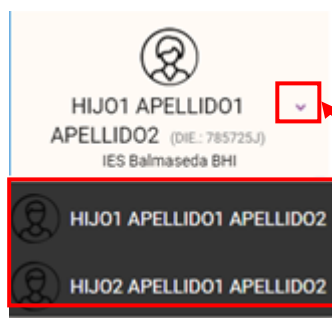 HIJO1 APELLIDO1
APELLIDO2 (DIE.: 785725J)
IES Balmaseda BHI
HIJO1 APELLIDO1 APELLIDO2
HIJO2 APELLIDO1 APELLIDO2